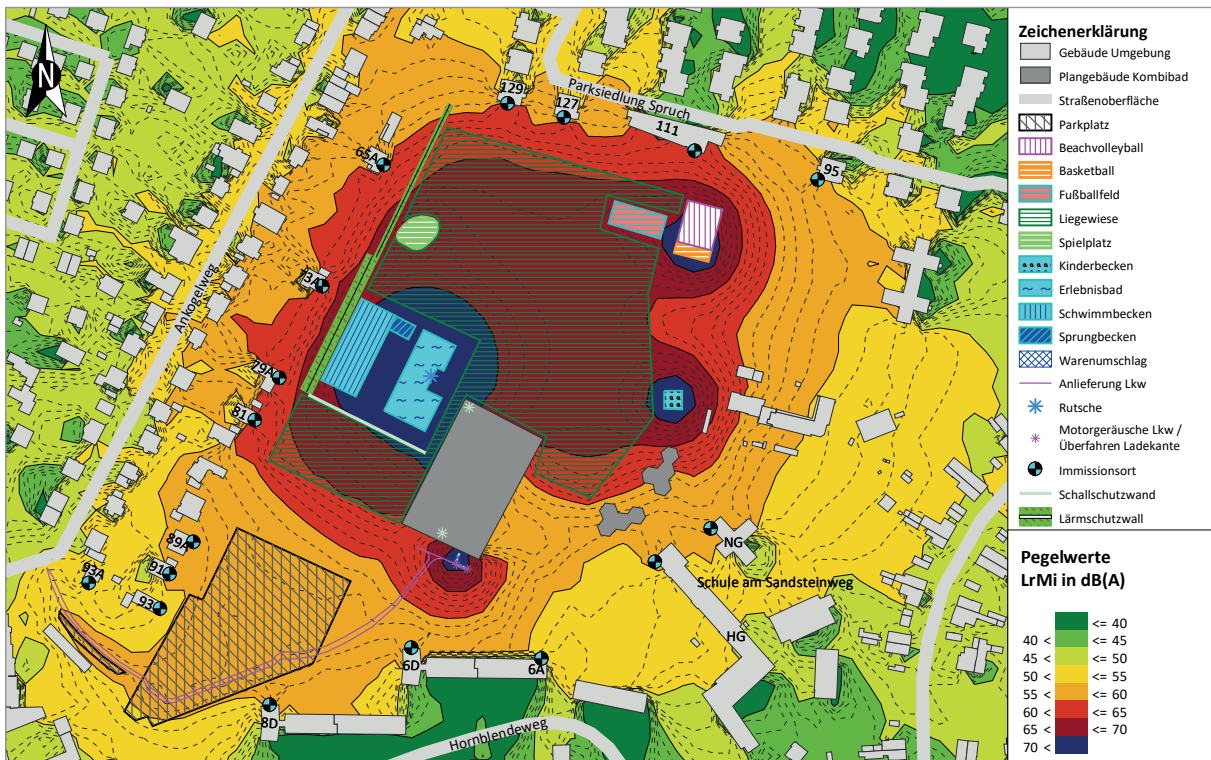 N
129
127
Parksiedlung Spruch
111
65A
95
Ankogelweg
73A
79A
81
89A
91
93A
93
NG
Schule am Sandsteinweg
HG
6D
6A
8D
Hornblendeweg
Zeichenerklärung
Gebäude Umgebung
Plangebäude Kombibad
Straßenoberfläche
Parkplatz
Beachvolleyball
Basketball
Fußballfeld
Liegewiese
Spielplatz
Kinderbecken
Erlebnisbad
Schwimmbecken
Sprungbecken
Warenumschlag
Anlieferung Lkw
Rutsche
Motorgeräusche Lkw /
Überfahren Ladekante
Immissionsort
Schallschutzwand
Lärmschutzwall
Pegelwerte
LrMi in dB(A)
<= 40
40 < <= 45
45 < <= 50
50 < <= 55
55 < <= 60
60 < <= 65
65 < <= 70
70 <